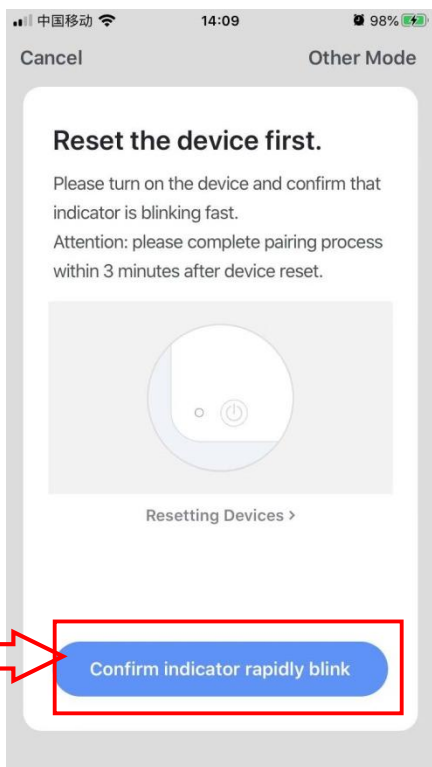 中国移动 14:09 98%
Cancel Other Mode
Reset the device first.
Please turn on the device and confirm that
indicator is blinking fast.
Attention: please complete pairing process
within 3 minutes after device reset.
Resetting Devices >
Confirm indicator rapidly blink